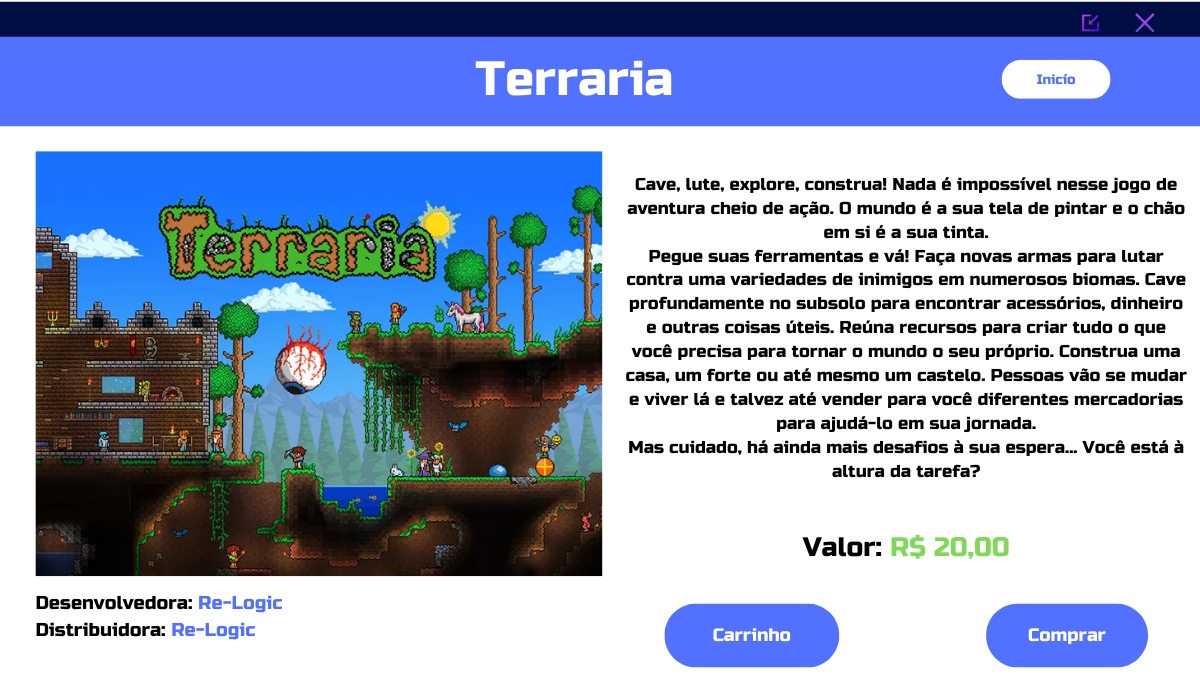 Terraria
Inicío
Terraria
Cave, lute, explore, construa! Nada é impossível nesse jogo de
aventura cheio de ação. O mundo é a sua tela de pintar e o chão
em si é a sua tinta.
Pegue suas ferramentas e vá! Faça novas armas para lutar
contra uma variedades de inimigos em numerosos biomas. Cave
profundamente no subsolo para encontrar acessórios, dinheiro
e outras coisas úteis. Reúna recursos para criar tudo o que
você precisa para tornar o mundo o seu próprio. Construa uma
casa, um forte ou até mesmo um castelo. Pessoas vão se mudar
e viver lá e talvez até vender para você diferentes mercadorias
para ajudá-lo em sua jornada.
Mas cuidado, há ainda mais desafios à sua espera... Você está à
altura da tarefa?
Valor: R$ 20,00
Desenvolvedora: Re-Logic
Distribuidora: Re-Logic
Carrinho
Comprar